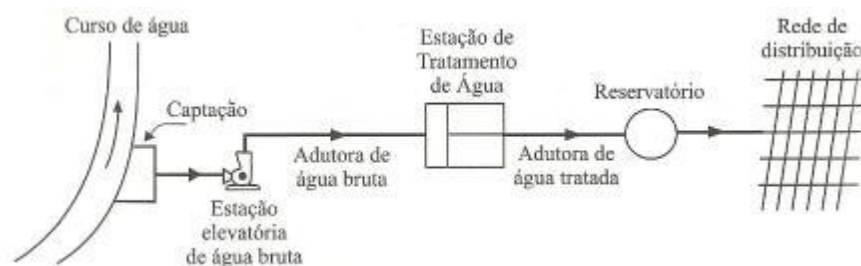 Curso de água
Captação
Estação
elevatória
de água bruta
Adutora de
água bruta
Estação de
Tratamento
de Água
Adutora de
água tratada
Reservatório
Rede de
distribuição